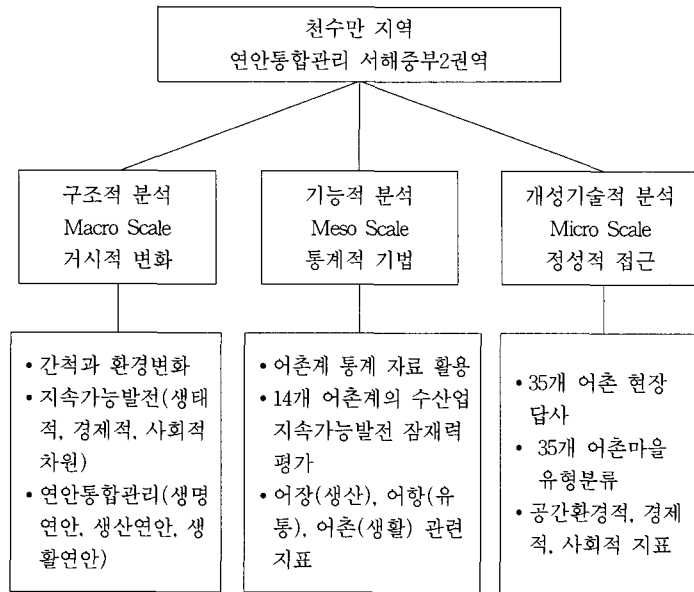 천수만 지역
연안통합관리 서해중부2권역
구조적 분석
Macro Scale
거시적 변화
기능적 분석
Meso Scale
통계적 기법
개성기술적 분석
Micro Scale
정성적 접근
• 간척과 환경변화
• 지속가능발전(생태
적, 경제적, 사회적
차원)
• 연안통합관리(생명
연안, 생산연안, 생
활연안)
• 어촌계 통계 자료 활용
• 14개 어촌계의 수산업
지속가능발전 잠재력
평가
• 어장(생산), 어항(유
통), 어촌(생활) 관련
지표
• 35개 어촌 현장
답사
• 35개 어촌마을
유형분류
• 공간환경적, 경제
적, 사회적 지표